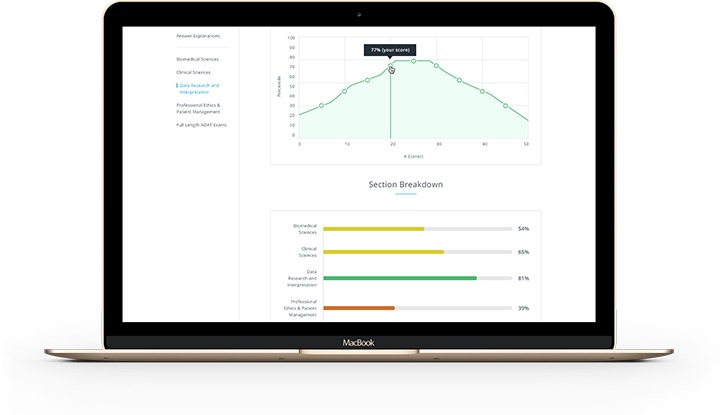 Answer Explanations
Biomedical Sciences
Clinical Sciences
Data Research and
Interpretation
Professional Ethics &
Patient Management
Full Length ADAT Exams
100
90
80
70
60
50
40
30
20
10
0
Percentile
77% (your score)
0
10
20
30
40
50
# Correct
Section Breakdown
Biomedical
Sciences
54%
Clinical
Sciences
65%
Data
Research and
Interpretation
81%
Professional
Ethics & Patient
Management
39%
MacBook